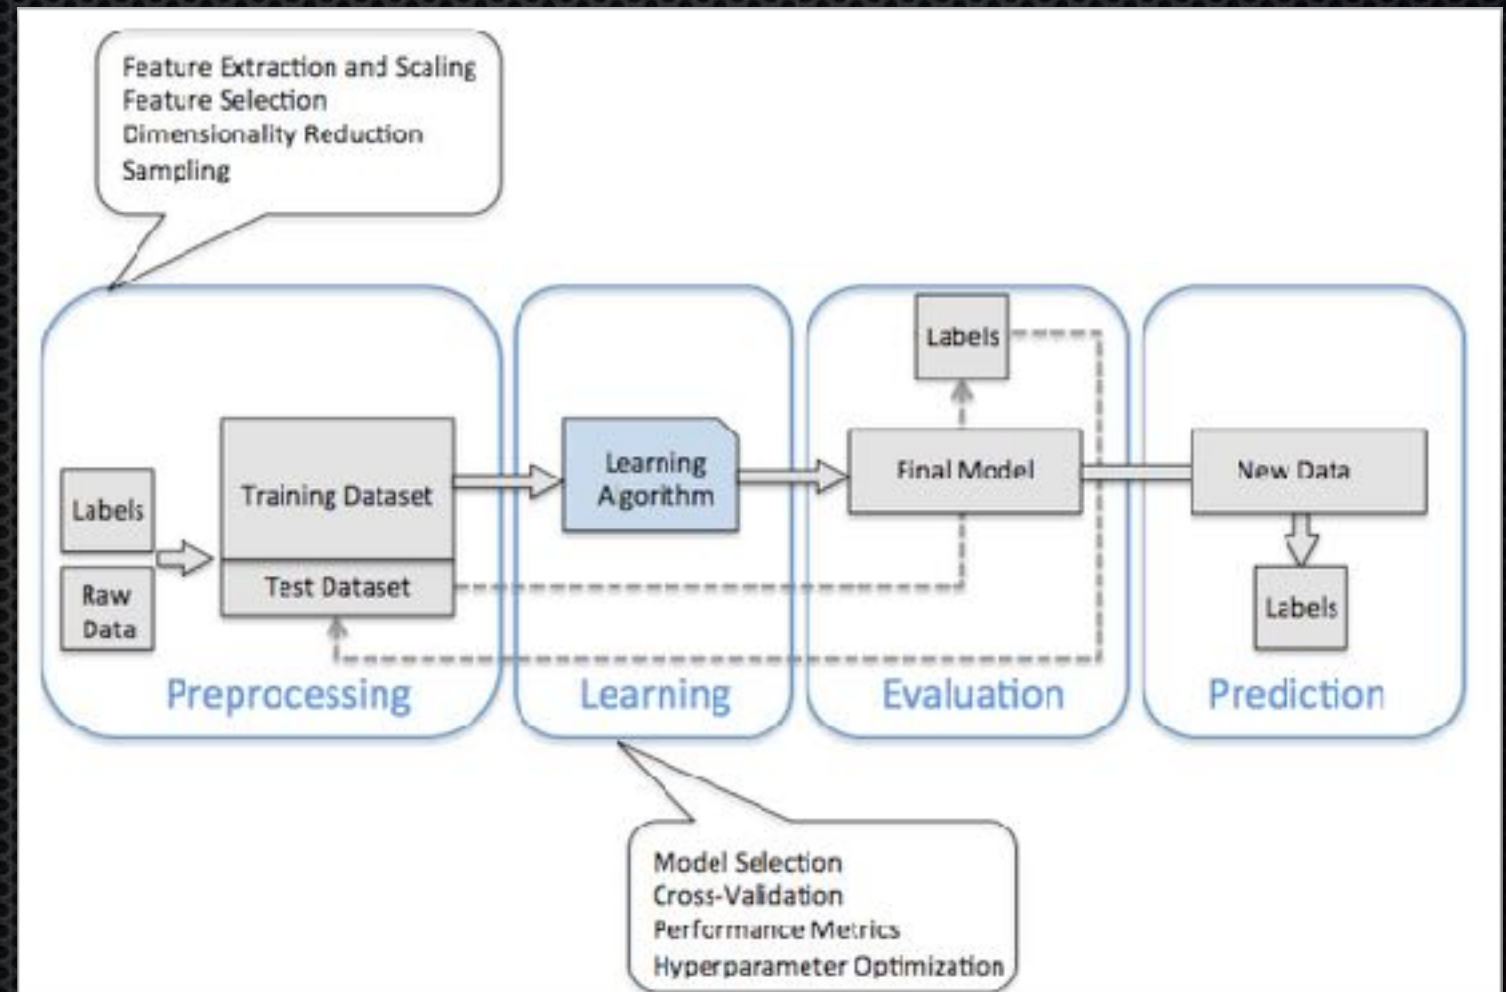 Feature Extraction and Scaling
Feature Selection
Dimensionality Reduction
Sampling
Labels
Raw
Data
Training Dataset
Test Dataset
Preprocessing
Learning
Algorithm
Learning
Labels
Final Model
Evaluation
New Data
Labels
Prediction
Model Selection
Cross-Validation
Performance Metrics
Hyperparameter Optimization